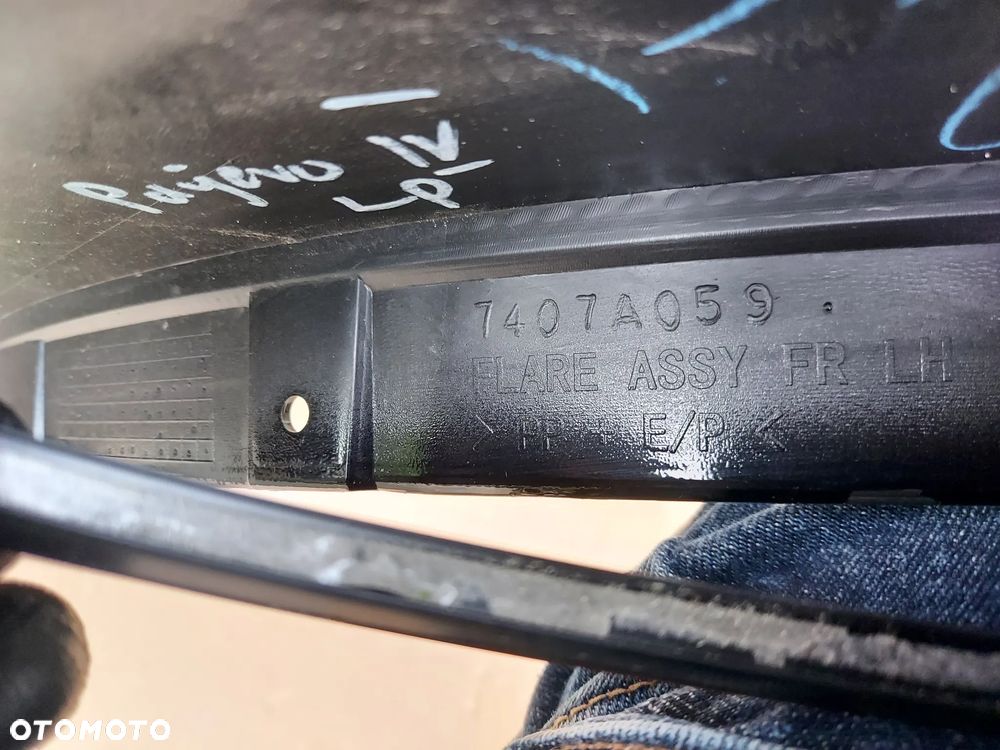 Pajero IV
LP
7407A059
FLARE ASSY FR LH
>PP + E/P<
OTOMOTO